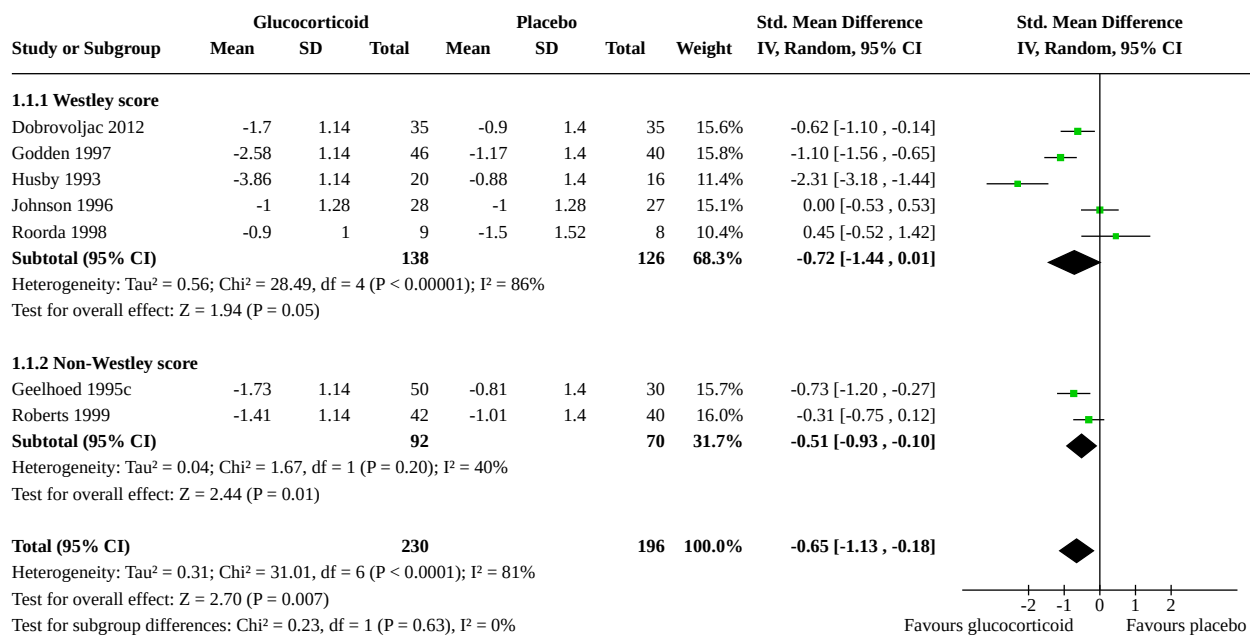 Glucocorticoid Placebo Std. Mean Difference Std. Mean Difference
Study or Subgroup Mean SD Total Mean SD Total Weight IV, Random, 95% CI IV, Random, 95% CI
1.1.1 Westley score
Dobrovoljac 2012 -1.7 1.14 35 -0.9 1.4 35 15.6% -0.62 [-1.10 , -0.14]
Godden 1997 -2.58 1.14 46 -1.17 1.4 40 15.8% -1.10 [-1.56 , -0.65]
Husby 1993 -3.86 1.14 20 -0.88 1.4 16 11.4% -2.31 [-3.18 , -1.44]
Johnson 1996 -1 1.28 28 -1 1.28 27 15.1% 0.00 [-0.53 , 0.53]
Roorda 1998 -0.9 1 9 -1.5 1.52 8 10.4% 0.45 [-0.52 , 1.42]
Subtotal (95% CI) 138 126 68.3% -0.72 [-1.44 , 0.01]
Heterogeneity: Tau² = 0.56; Chi² = 28.49, df = 4 (P < 0.00001); I² = 86%
Test for overall effect: Z = 1.94 (P = 0.05)
1.1.2 Non-Westley score
Geelhoed 1995c -1.73 1.14 50 -0.81 1.4 30 15.7% -0.73 [-1.20 , -0.27]
Roberts 1999 -1.41 1.14 42 -1.01 1.4 40 16.0% -0.31 [-0.75 , 0.12]
Subtotal (95% CI) 92 70 31.7% -0.51 [-0.93 , -0.10]
Heterogeneity: Tau² = 0.04; Chi² = 1.67, df = 1 (P = 0.20); I² = 40%
Test for overall effect: Z = 2.44 (P = 0.01)
Total (95% CI) 230 196 100.0% -0.65 [-1.13 , -0.18]
Heterogeneity: Tau² = 0.31; Chi² = 31.01, df = 6 (P < 0.0001); I² = 81%
Test for overall effect: Z = 2.70 (P = 0.007)
-2 -1 0 1 2
Test for subgroup differences: Chi² = 0.23, df = 1 (P = 0.63), I² = 0%
Favours glucocorticoid Favours placebo